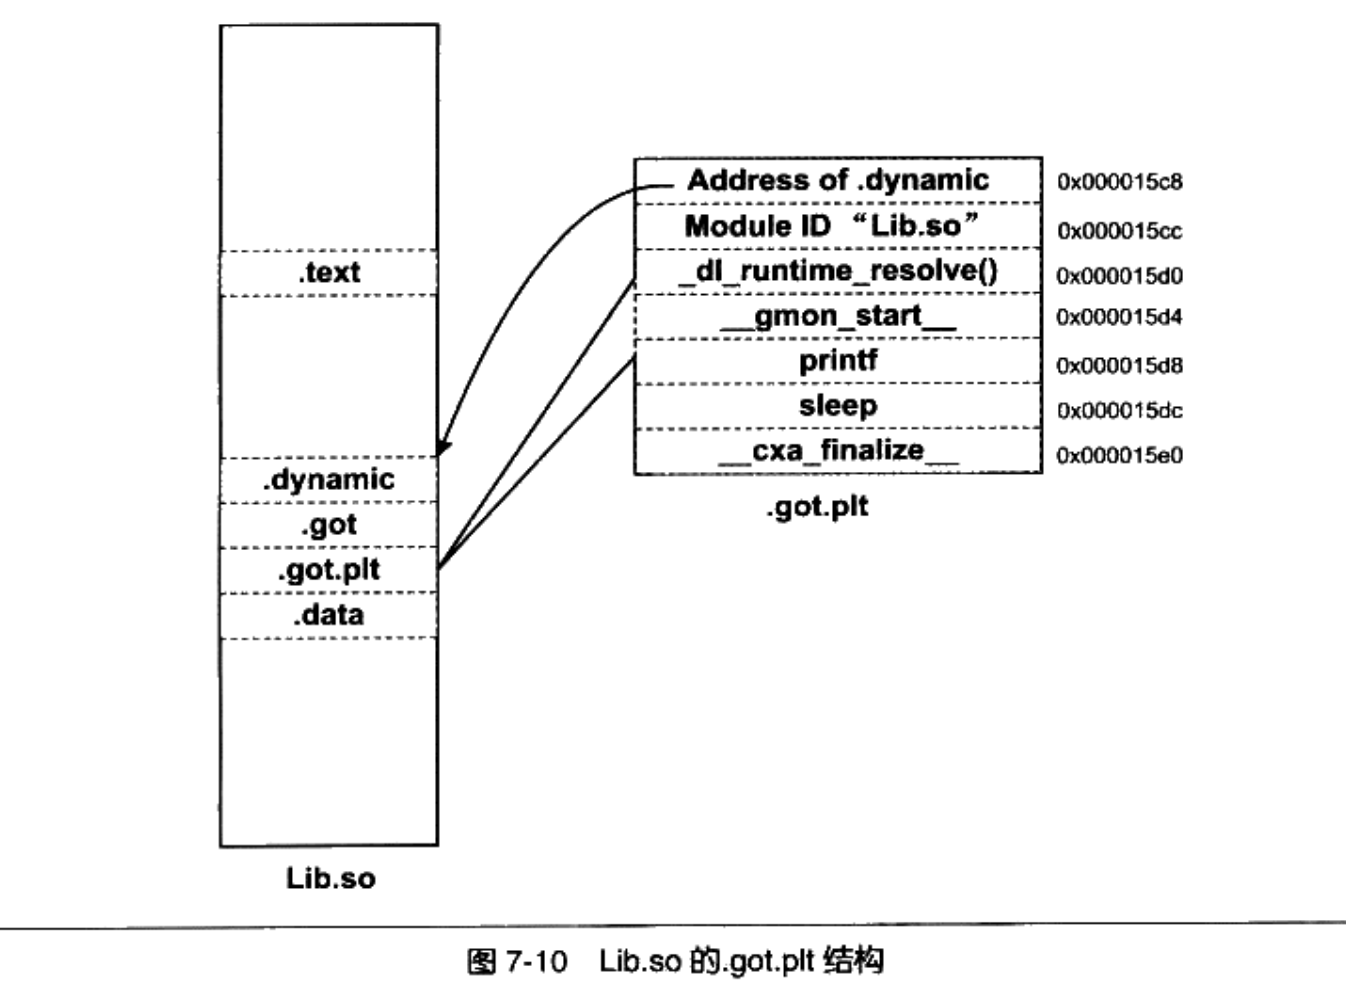 Address of .dynamic 0x000015c8
Module ID “Lib.so” 0x000015cc
_dl_runtime_resolve() 0x000015d0
__gmon_start__ 0x000015d4
printf 0x000015d8
sleep 0x000015dc
__cxa_finalize__ 0x000015e0
.got.plt
.text
.dynamic
.got
.got.plt
.data
Lib.so
图 7-10 Lib.so 的.got.plt 结构